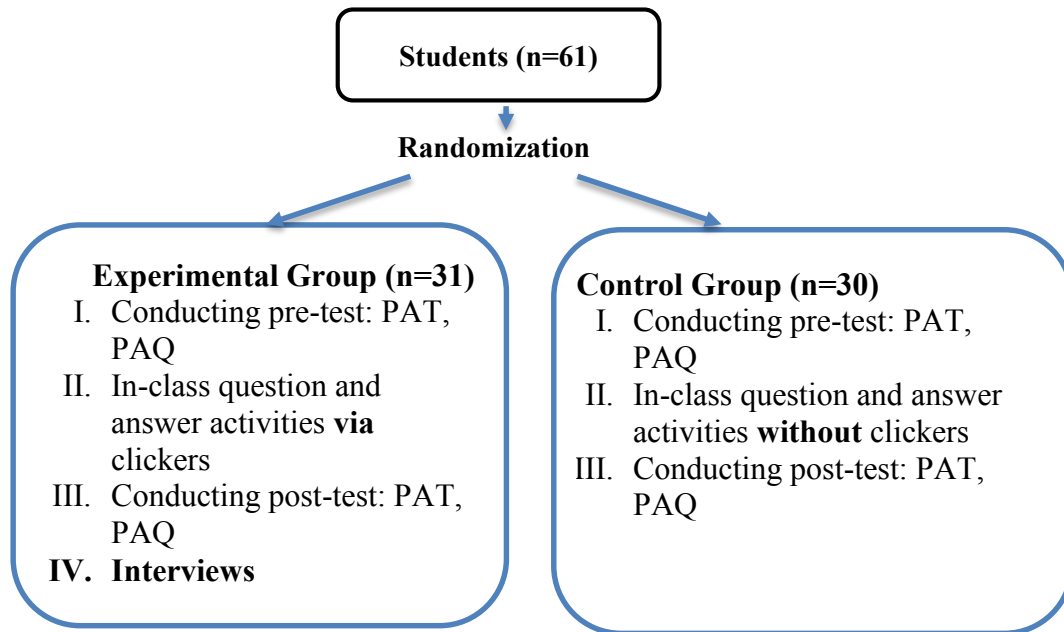 Students (n=61)
Randomization
Experimental Group (n=31)
I. Conducting pre-test: PAT,
PAQ
II. In-class question and
answer activities via
clickers
III. Conducting post-test: PAT,
PAQ
IV. Interviews
Control Group (n=30)
I. Conducting pre-test: PAT,
PAQ
II. In-class question and answer
activities without clickers
III. Conducting post-test: PAT,
PAQ